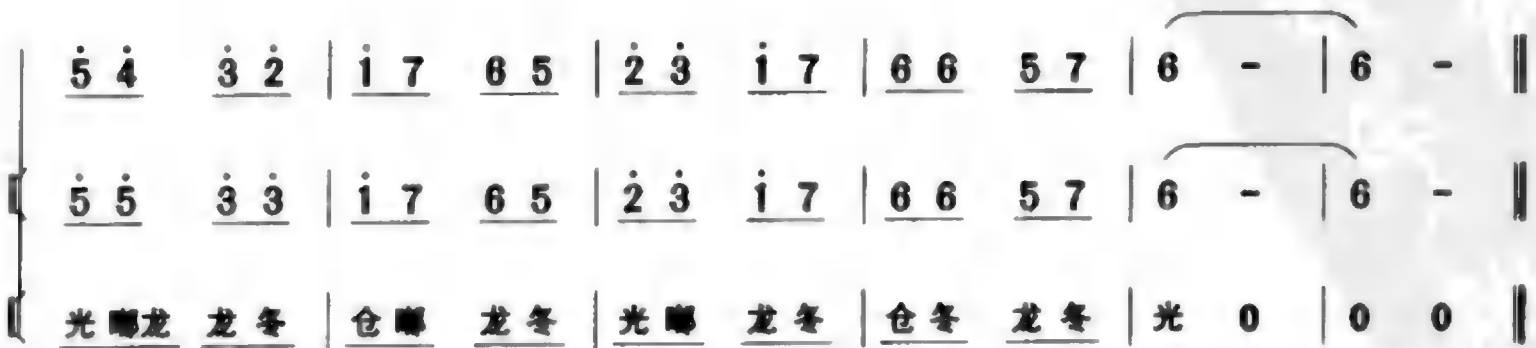 5̇ 4̇ 3̇ 2̇ | 1̇ 7 6 5 | 2̇ 3̇ 1̇ 7 | 6 6 5 7 | 6 - | 6 - ‖
5̇ 5̇ 3̇ 3̇ | 1̇ 7 6 5 | 2̇ 3̇ 1̇ 7 | 6 6 5 7 | 6 - | 6 - ‖
光 龙 龙 冬 | 仓 龙 冬 | 光 龙 冬 | 仓 冬 龙 冬 | 光 0 | 0 0 ‖